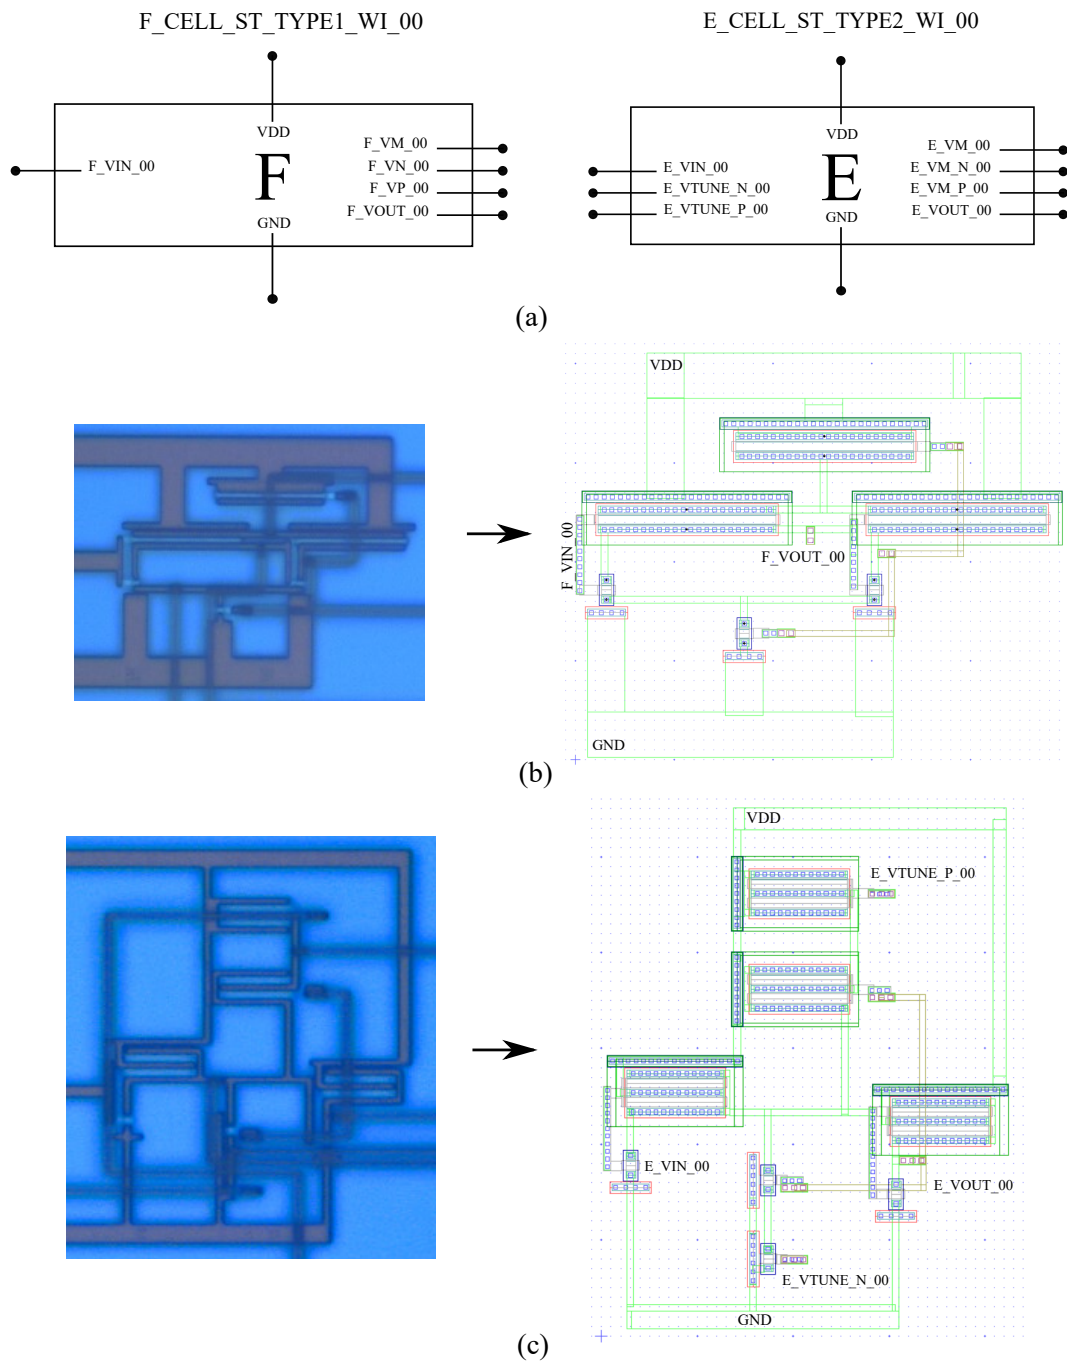 F_CELL_ST_TYPE1_WI_00
E_CELL_ST_TYPE2_WI_00
VDD
F
F_VIN_00
F_VM_00
F_VN_00
F_VP_00
F_VOUT_00
GND
VDD
E
E_VIN_00
E_VTUNE_N_00
E_VTUNE_P_00
E_VM_00
E_VM_N_00
E_VM_P_00
E_VOUT_00
GND
(a)
VDD
F_VIN_00
F_VOUT_00
GND
(b)
VDD
E_VTUNE_P_00
E_VIN_00
E_VOUT_00
E_VTUNE_N_00
GND
(c)